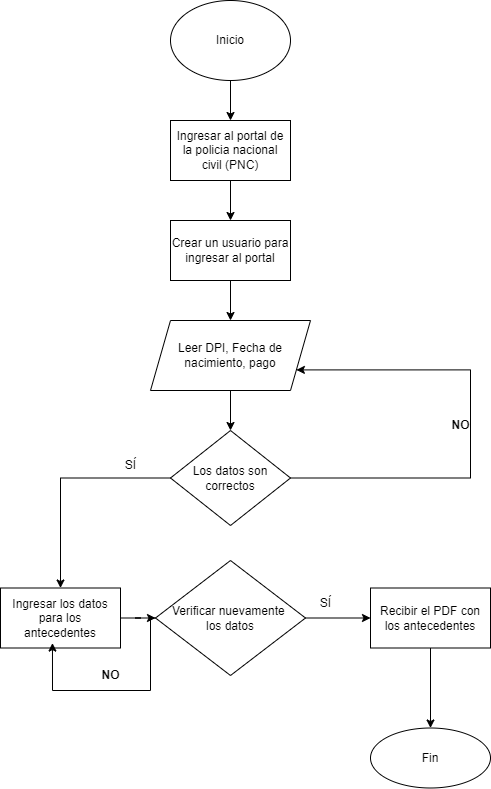 Inicio
Ingresar al portal de
la policia nacional
civil (PNC)
Crear un usuario para
ingresar al portal
Leer DPI, Fecha de
nacimiento, pago
NO
SÍ
Los datos son
correctos
Ingresar los datos
para los
antecedentes
Verificar nuevamente
los datos
SÍ
Recibir el PDF con
los antecedentes
NO
Fin